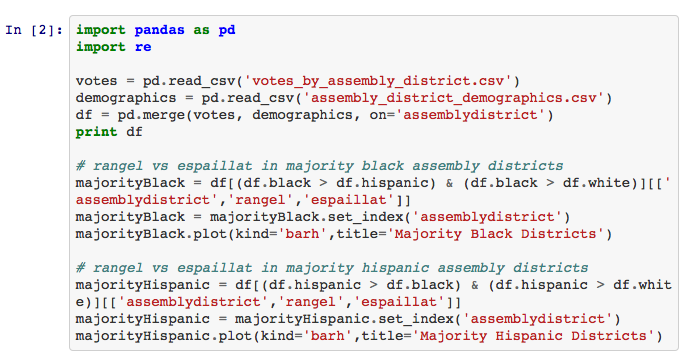 In [2]: import pandas as pd
import re
votes = pd.read_csv('votes_by_assembly_district.csv')
demographics = pd.read_csv('assembly_district_demographics.csv')
df = pd.merge(votes, demographics, on='assemblydistrict')
print df
# rangel vs espaillat in majority black assembly districts
majorityBlack = df[(df.black > df.hispanic) & (df.black > df.white)][['
assemblydistrict','rangel','espaillat']]
majorityBlack = majorityBlack.set_index('assemblydistrict')
majorityBlack.plot(kind='barh',title='Majority Black Districts')
# rangel vs espaillat in majority hispanic assembly districts
majorityHispanic = df[(df.hispanic > df.black) & (df.hispanic > df.whit
e)][['assemblydistrict','rangel','espaillat']]
majorityHispanic = majorityHispanic.set_index('assemblydistrict')
majorityHispanic.plot(kind='barh',title='Majority Hispanic Districts')